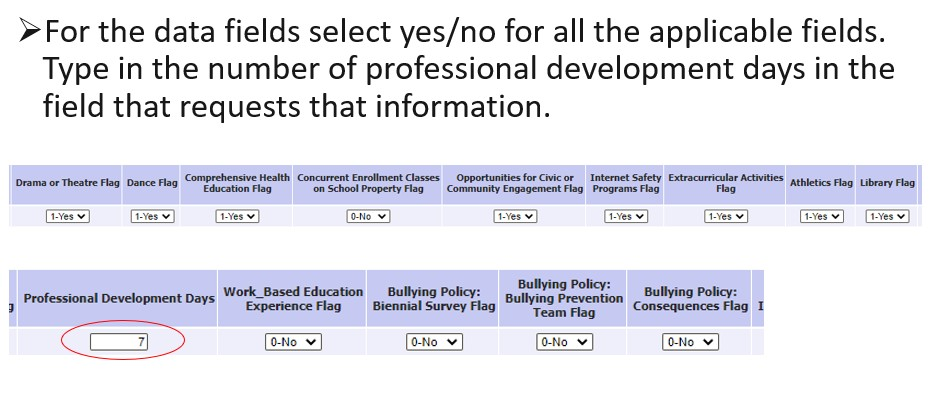 ➢For the data fields select yes/no for all the applicable fields.
Type in the number of professional development days in the
field that requests that information.
Drama or Theatre Flag Dance Flag Comprehensive Health Education Flag Concurrent Enrollment Classes on School Property Flag Opportunities for Civic or Community Engagement Flag Internet Safety Programs Flag Extracurricular Activities Flag Athletics Flag Library Flag
1-Yes 1-Yes 1-Yes 0-No 1-Yes 1-Yes 1-Yes 1-Yes 1-Yes
Professional Development Days Work_Based Education Experience Flag Bullying Policy: Biennial Survey Flag Bullying Policy: Bullying Prevention Team Flag Bullying Policy: Consequences Flag
7 0-No 0-No 0-No 0-No